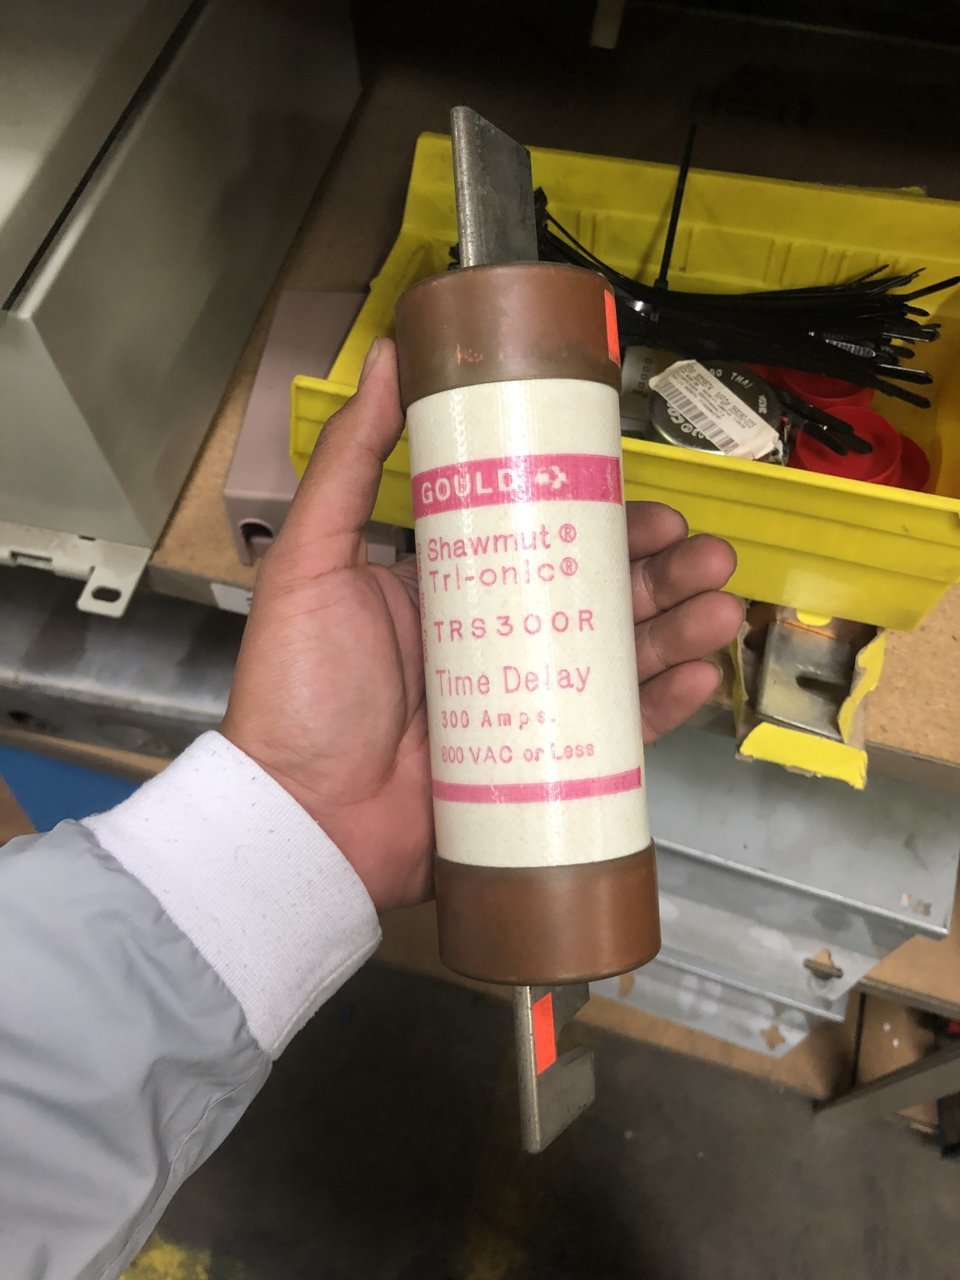 GOULD
Shawmut®
Tri-onic®
TRS300R
Time Delay
300 Amps.
600 VAC or Less